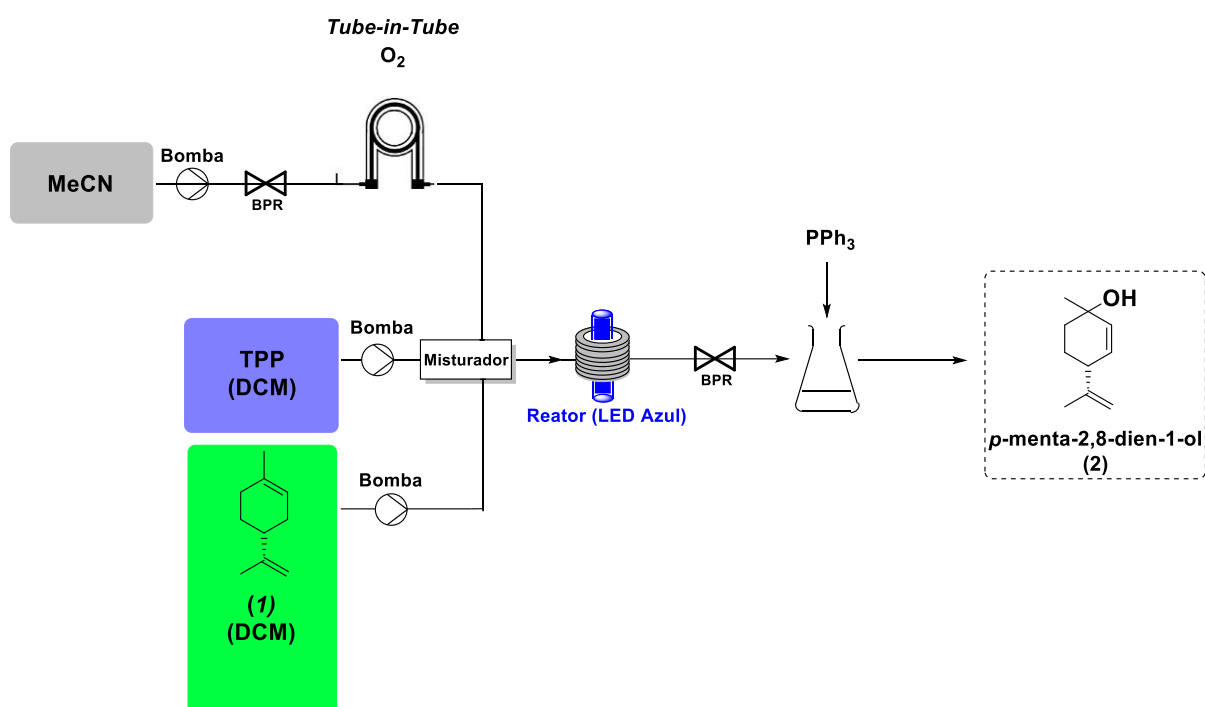 Tube-in-Tube
O2
Bomba
MeCN
BPR
PPh3
TPP
(DCM)
Bomba
Misturador
BPR
Reator (LED Azul)
OH
p-menta-2,8-dien-1-ol
(2)
Bomba
(1)
(DCM)